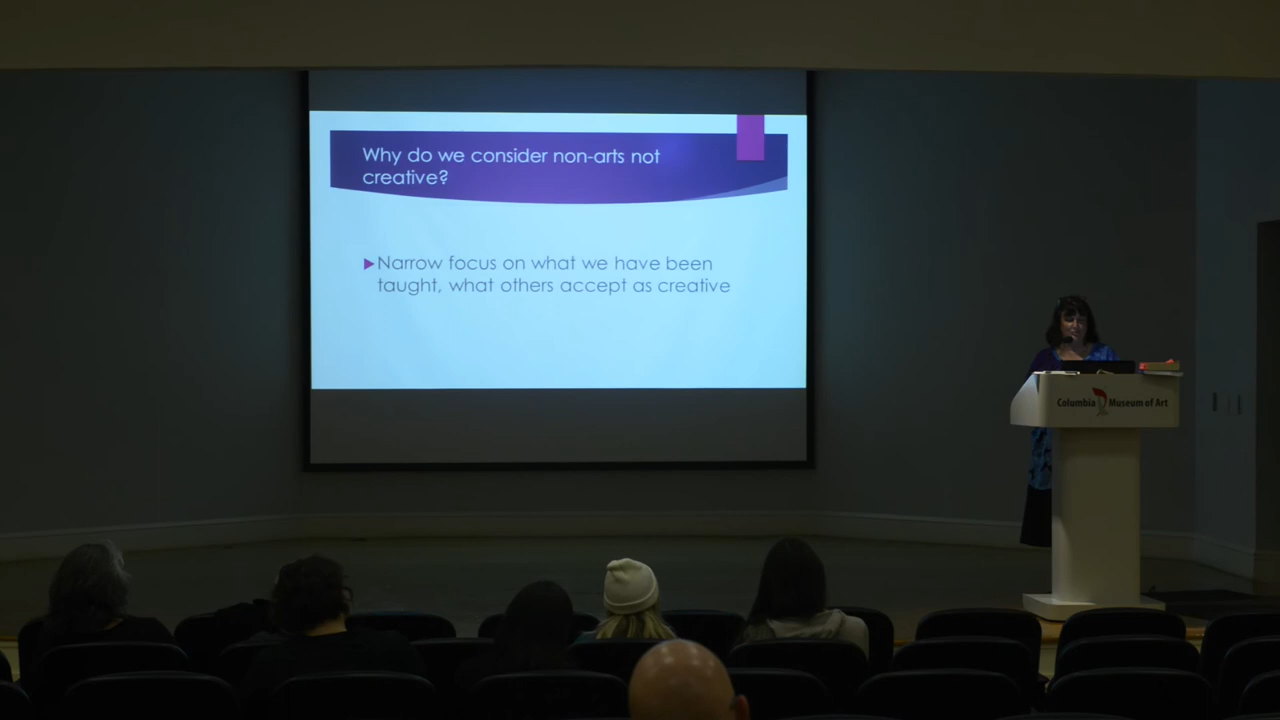 Why do we consider non-arts not
creative?
Narrow focus on what we have been
taught, what others accept as creative
Columbia Museum of Art